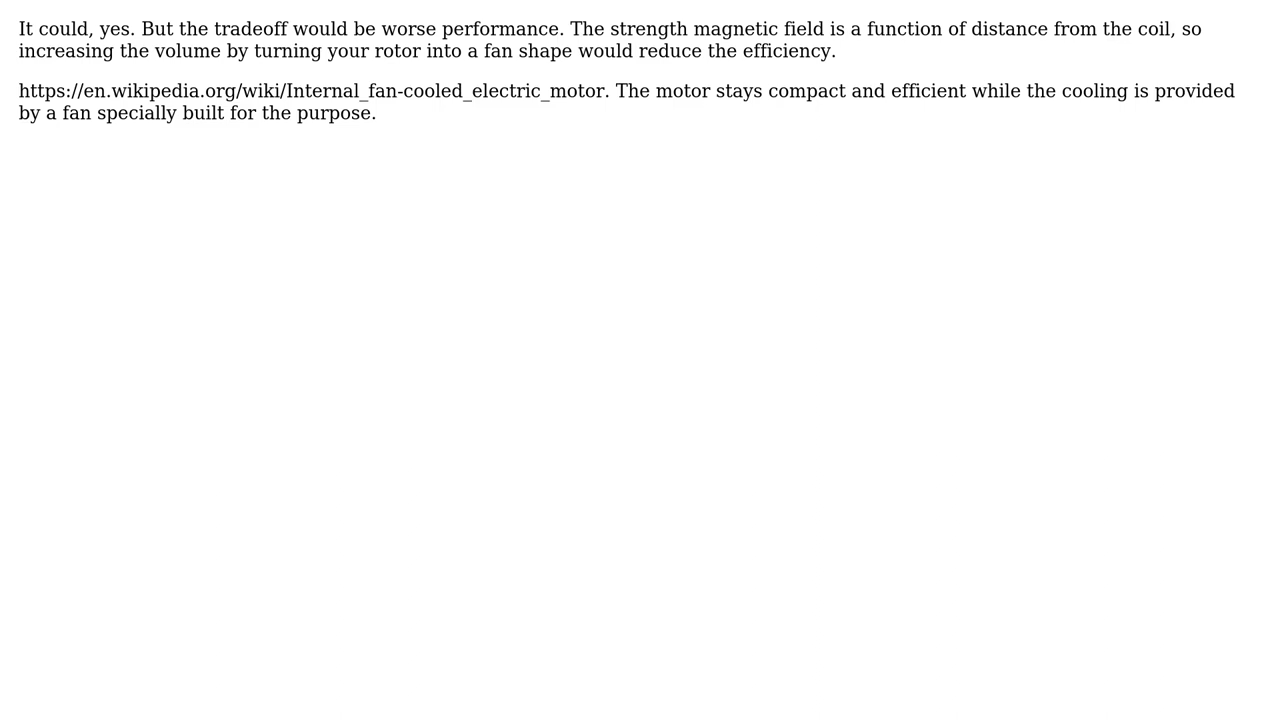 It could, yes. But the tradeoff would be worse performance. The strength magnetic field is a function of distance from the coil, so
increasing the volume by turning your rotor into a fan shape would reduce the efficiency.
https://en.wikipedia.org/wiki/Internal_fan-cooled_electric_motor. The motor stays compact and efficient while the cooling is provided
by a fan specially built for the purpose.